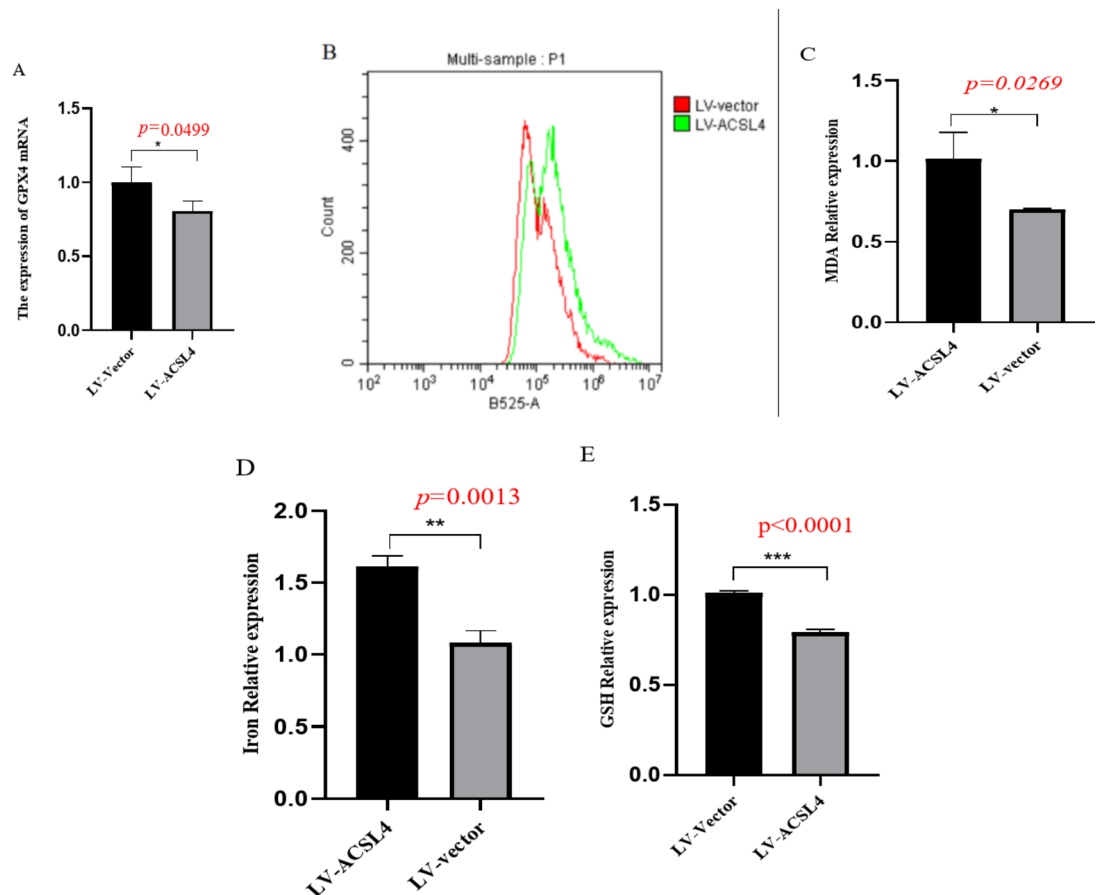 A
The expression of GPX4 mRNA
1.5
1.0
0.5
0.0
p=0.0499
*
LV-Vector
LV-ACSL4
B
Multi-sample : P1
Count
400
200
0
10² 10³ 10⁴ 10⁵ 10⁶ 10⁷
B525-A
LV-vector
LV-ACSL4
C
MDA Relative expression
1.5
1.0
0.5
0.0
p=0.0269
*
LV-ACSL4
LV-vector
D
Iron Relative expression
2.0
1.5
1.0
0.5
0.0
p=0.0013
**
LV-ACSL4
LV-vector
E
GSH Relative expression
1.5
1.0
0.5
0.0
p<0.0001
***
LV-Vector
LV-ACSL4